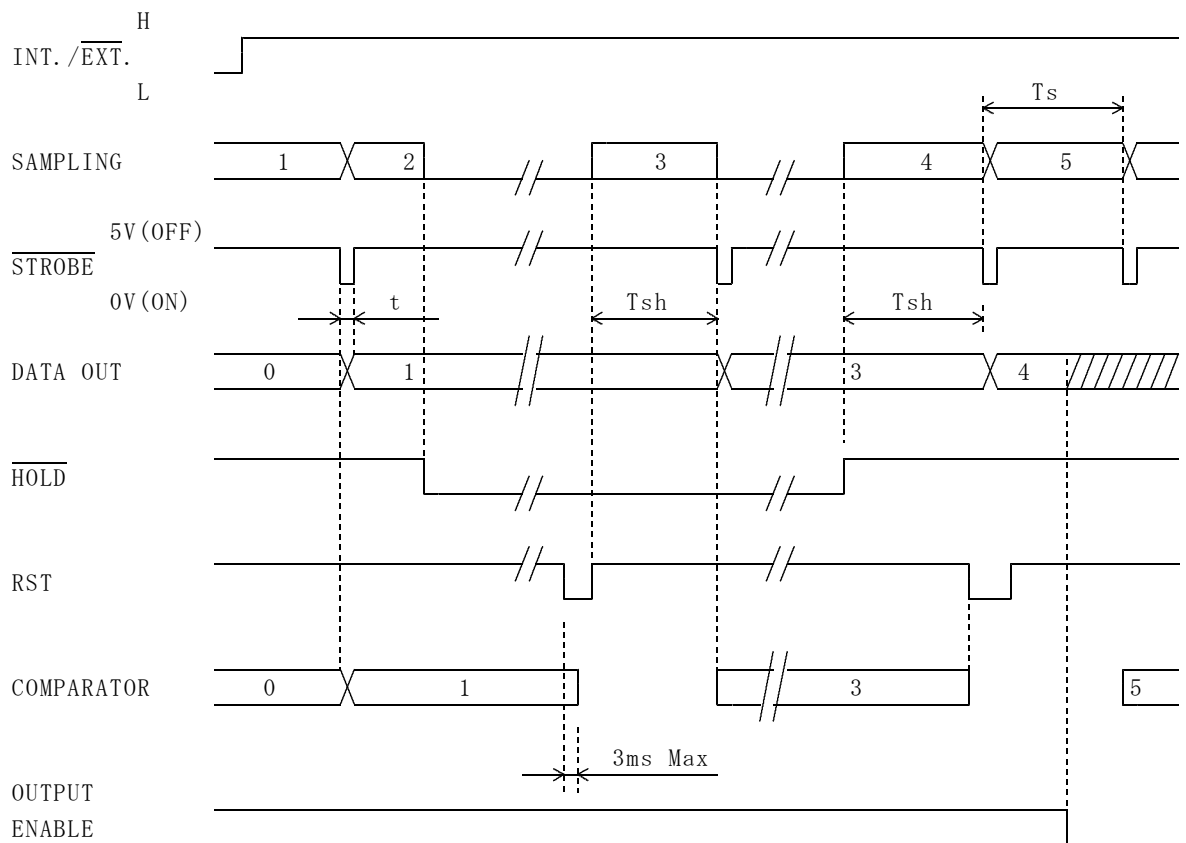 H
INT./EXT.
L
Ts
SAMPLING 1 2 3 4 5
5V(OFF)
STROBE
0V(ON) t Tsh Tsh
DATA OUT 0 1 3 4
HOLD
RST
COMPARATOR 0 1 3 5
3ms Max
OUTPUT
ENABLE